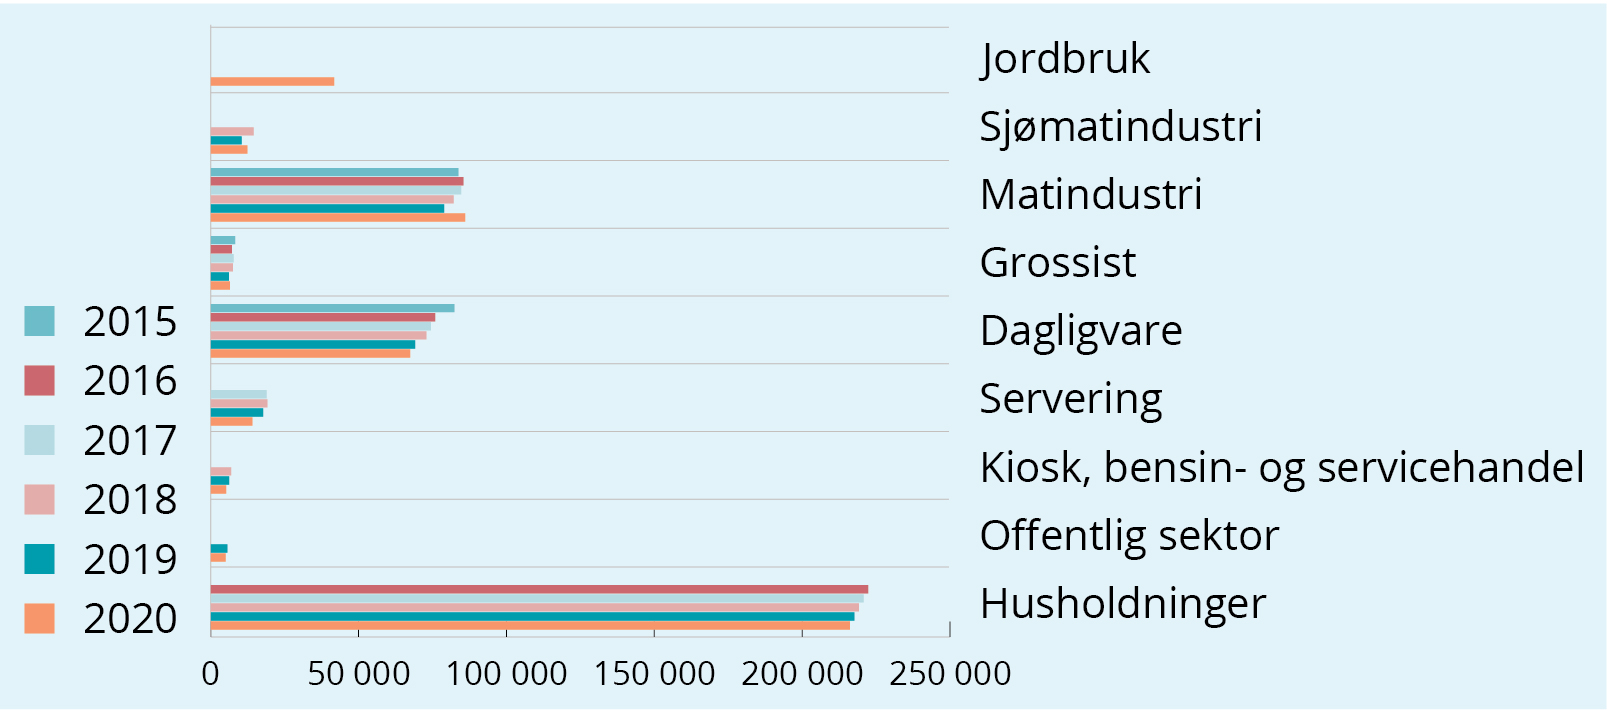 Jordbruk
Sjømatindustri
Matindustri
Grossist
Dagligvare
Servering
Kiosk, bensin- og servicehandel
Offentlig sektor
Husholdninger
2015
2016
2017
2018
2019
2020
0 50 000 100 000 150 000 200 000 250 000